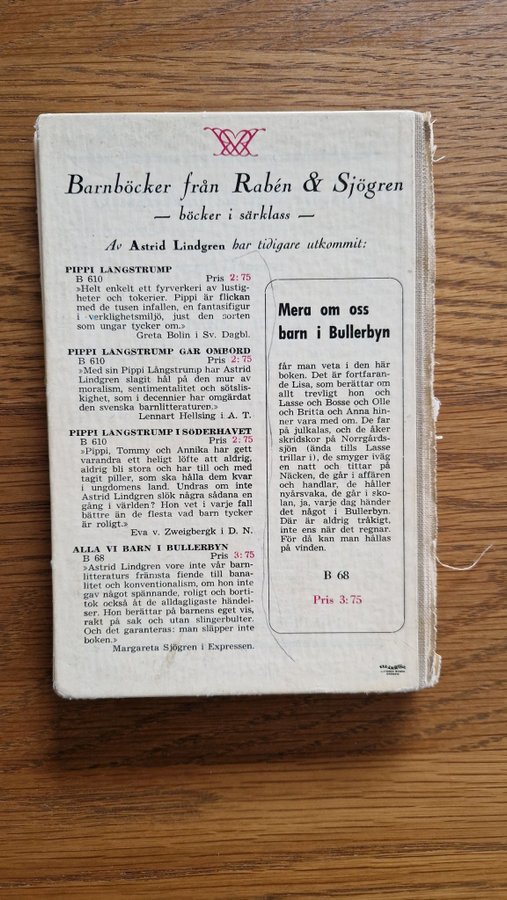 Barnböcker från Rabén & Sjögren
— böcker i särklass —
Av Astrid Lindgren har tidigare utkommit:
PIPPI LÅNGSTRUMP
B 610 Pris 2:75
»Helt enkelt ett fyrverkeri av lustig-
heter och tokerier. Pippi är flickan
med de tusen infallen, en fantasifigur
i verklighetsmiljö, just den sorten
som ungar tycker om.»
Greta Bolin i Sv. Dagbl.
PIPPI LÅNGSTRUMP GÅR OMBORD
B 610 Pris 2:75
»Med sin Pippi Långstrump har Astrid
Lindgren slagit hål på den mur av
moralism, sentimentalitet och sötslis-
kighet, som i decennier har omgärdat
den svenska barnlitteraturen.»
Lennart Hellsing i A. T.
PIPPI LÅNGSTRUMP I SÖDERHAVET
B 610 Pris 2:75
»Pippi, Tommy och Annika har gett
varandra ett heligt löfte att aldrig,
aldrig bli stora och har till och med
tagit piller, som ska hålla dem kvar
i ungdomens land. Undras om inte
Astrid Lindgren slök några sådana en
gång i världen? Hon vet i varje fall
bättre än de flesta vad barn tycker
är roligt.»
Eva v. Zweigbergk i D. N.
ALLA VI BARN I BULLERBYN
B 68 Pris 3:75
»Astrid Lindgren vore inte vår barn-
litteraturs främsta fiende till bana-
litet och konventionalism, om hon inte
gav något spännande, roligt och borti-
tok också åt de alldagligaste händel-
ser. Hon berättar på barnens eget vis,
rakt på sak och utan slingerbulter.
Och det garanteras: man släpper inte
boken.»
Margareta Sjögren i Expressen.
Mera om oss
barn i Bullerbyn
får man veta i den här
boken. Det är fortfaran-
de Lisa, som berättar om
allt trevligt hon och
Lasse och Bosse och Olle
och Britta och Anna hin-
ner vara med om. De far
på julkalas, och de åker
skridskor på Norrgårds-
sjön (ända tills Lasse
trillar i), de smyger iväg
en natt och tittar på
Näcken, de går i affären
och handlar, de håller
nyårsvaka, de går i sko-
lan, ja, varje dag händer
det något i Bullerbyn.
Där är aldrig tråkigt,
inte ens när det regnar.
För då kan man hållas
på vinden.
B 68
Pris 3:75